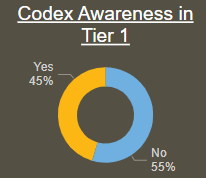 Codex Awareness in
Tier 1
Yes
45%
No
55%